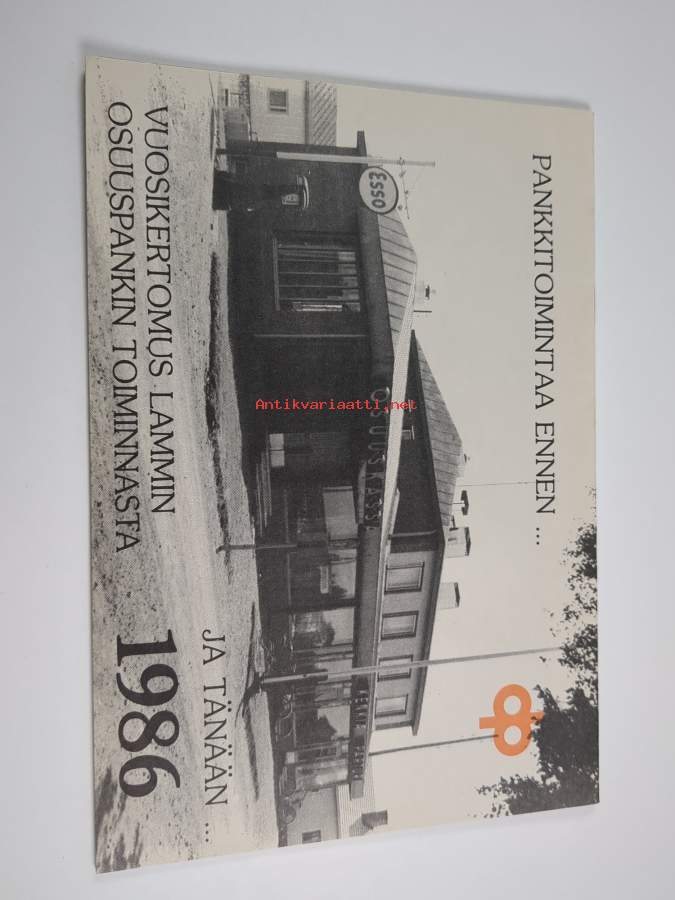 PANKKITOIMINTAA ENNEN ...
ESSO
OSUUSKASSA
JA TÄNÄÄN ...
VUOSIKERTOMUS LAMMIN
OSUUSPANKIN TOIMINNASTA
1986
Antikvariaatti.net